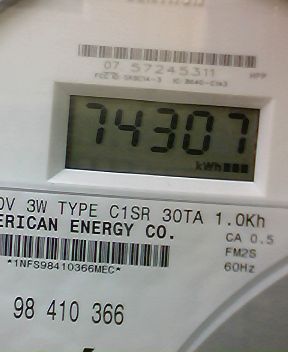 07 57245311
74307
kWh
0V 3W TYPE C1SR 30TA 1.0Kh
ERICAN ENERGY CO.
CA 0.5
FM2S
*1NFS98410366MEC*
60Hz
98 410 366